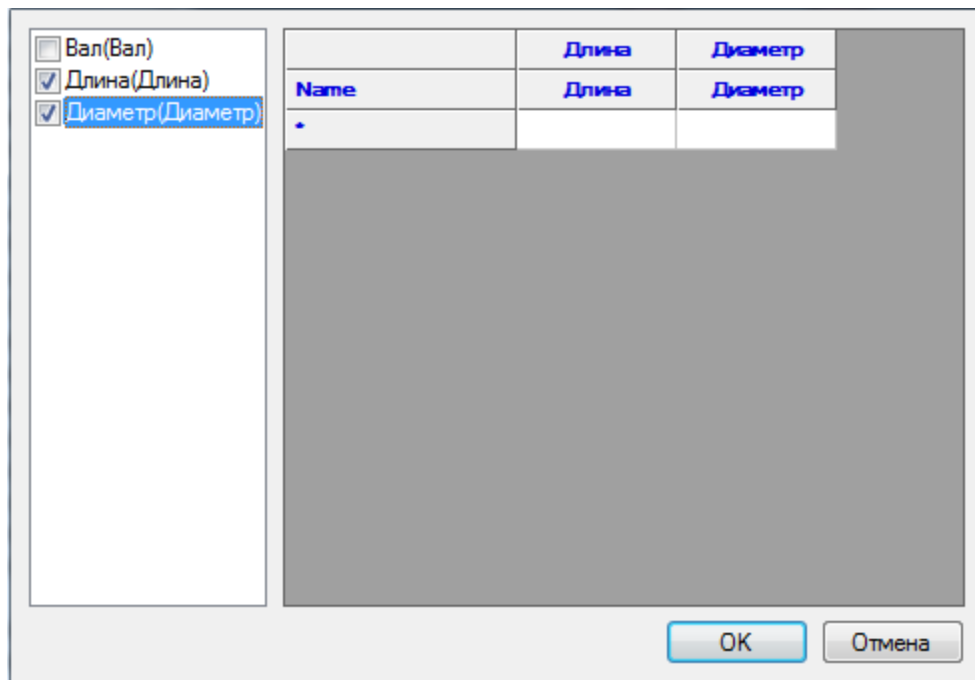 Вал(Вал)
Длина(Длина)
Диаметр(Диаметр)
Длина Диаметр
Name Длина Диаметр
*
OK Отмена